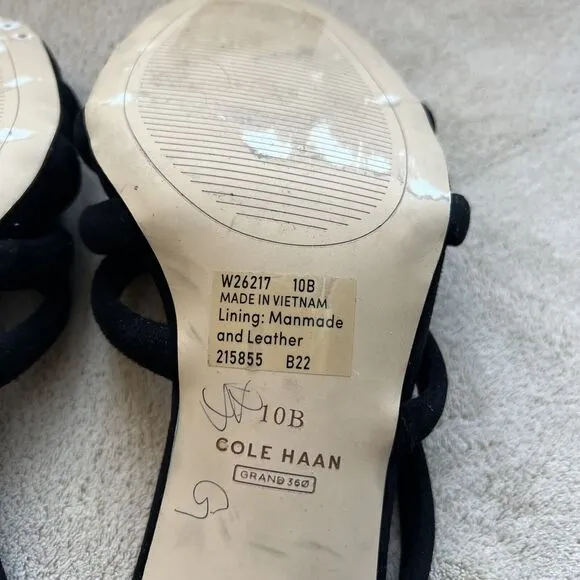 W26217 10B
MADE IN VIETNAM
Lining: Manmade
and Leather
215855 B22
10B
COLE HAAN
GRAND 360